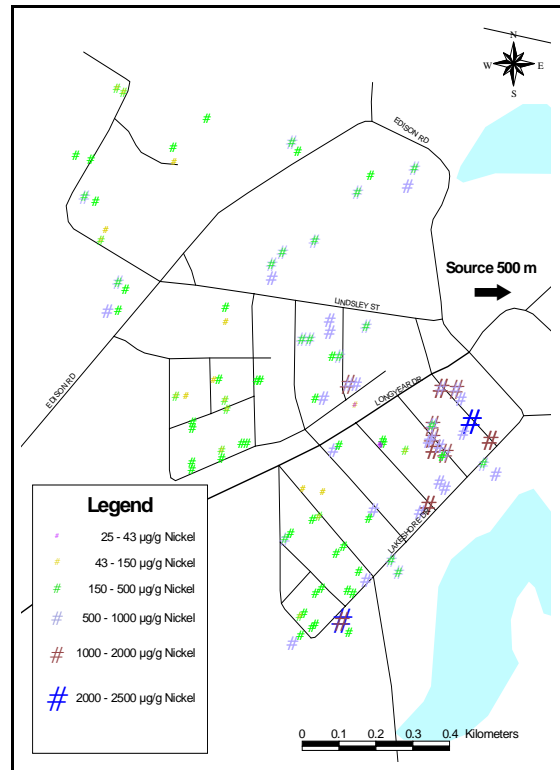 N
W E
S
EDISON RD
Source 500 m
LINDSLEY ST
EDISON RD
LONGYEAR DR
LAKESHORE DR
Legend
25 - 43 µg/g Nickel
43 - 150 µg/g Nickel
150 - 500 µg/g Nickel
500 - 1000 µg/g Nickel
1000 - 2000 µg/g Nickel
2000 - 2500 µg/g Nickel
0 0.1 0.2 0.3 0.4 Kilometers